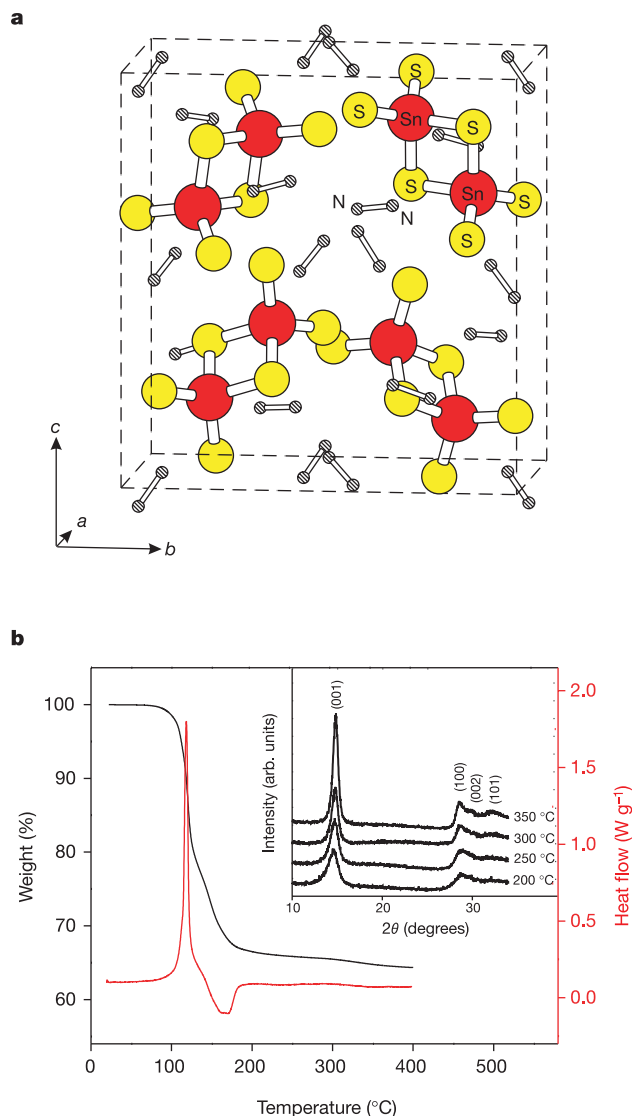 a
S
S
Sn
S
S
Sn
S
N
N
S
c
a
b
b
100
90
80
70
60
Weight (%)
0
100
200
300
400
500
Temperature (°C)
2.0
1.5
1.0
0.5
0.0
Heat flow (W g⁻¹)
Intensity (arb. units)
(001)
(100)
(002)
(101)
350 °C
300 °C
250 °C
200 °C
10
20
30
2θ (degrees)